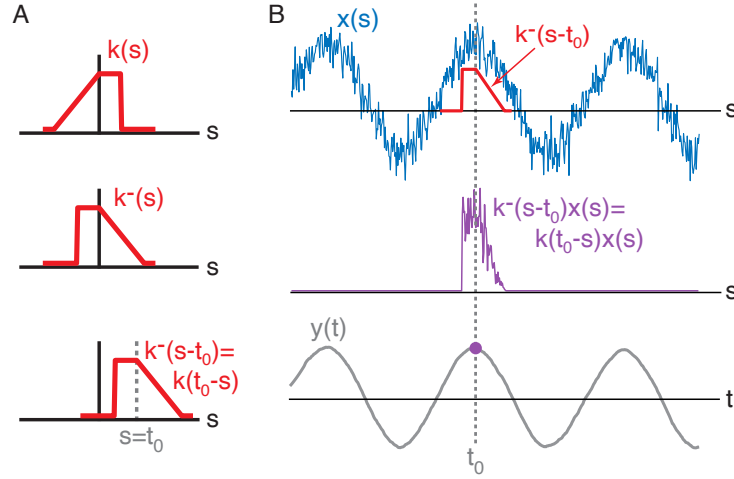 A
k(s)
s
k⁻(s)
s
k⁻(s-t₀)=
k(t₀-s)
s
s=t₀
B
x(s)
k⁻(s-t₀)
s
k⁻(s-t₀)x(s)=
k(t₀-s)x(s)
s
y(t)
t
t₀